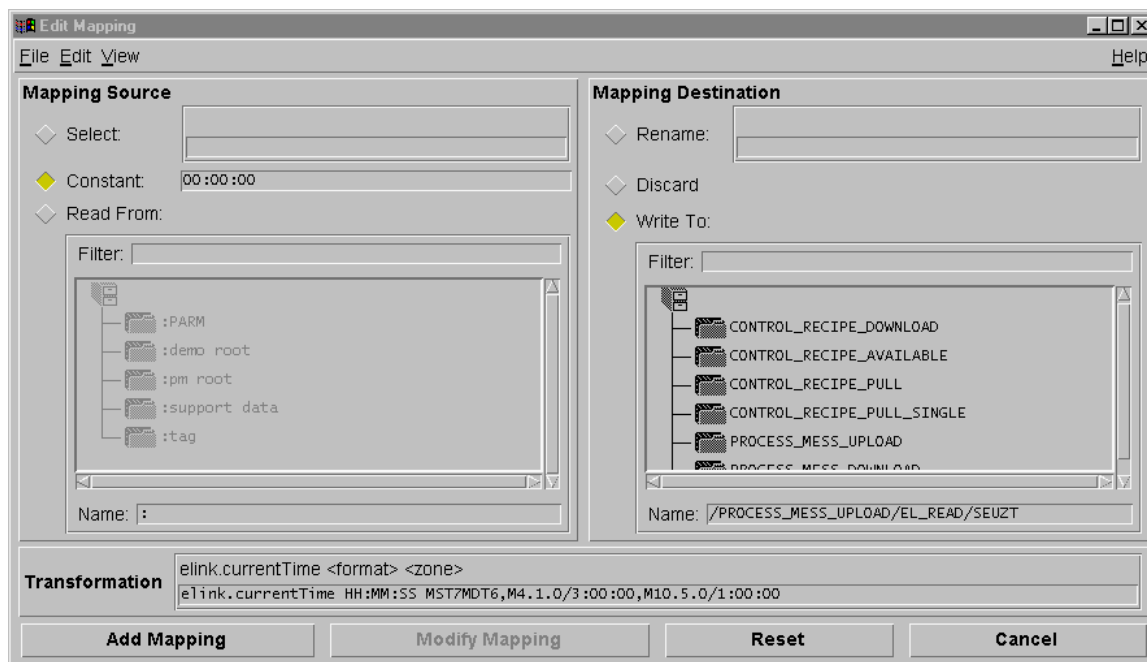 Edit Mapping
File Edit View Help
Mapping Source
Select:
Constant: 00:00:00
Read From:
Filter:
:PARM
:demo root
:pm root
:support data
:tag
Name: :
Mapping Destination
Rename:
Discard
Write To:
Filter:
CONTROL_RECIPE_DOWNLOAD
CONTROL_RECIPE_AVAILABLE
CONTROL_RECIPE_PULL
CONTROL_RECIPE_PULL_SINGLE
PROCESS_MESS_UPLOAD
PROCESS_MESS_DOWNLOAD
Name: /PROCESS_MESS_UPLOAD/EL_READ/SEUZT
Transformation
elink.currentTime <format> <zone>
elink.currentTime HH:MM:SS MST7MDT6,M4.1.0/3:00:00,M10.5.0/1:00:00
Add Mapping Modify Mapping Reset Cancel